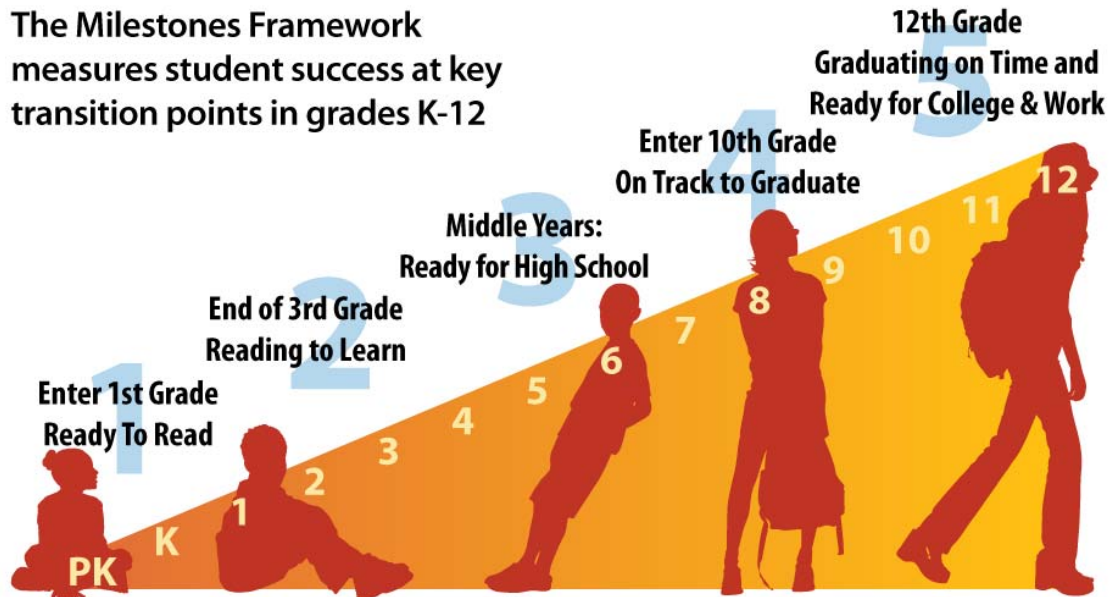 The Milestones Framework
measures student success at key
transition points in grades K-12
1
Enter 1st Grade
Ready To Read
2
End of 3rd Grade
Reading to Learn
3
Middle Years:
Ready for High School
4
Enter 10th Grade
On Track to Graduate
5
12th Grade
Graduating on Time and
Ready for College & Work
PK
K
1
2
3
4
5
6
7
8
9
10
11
12